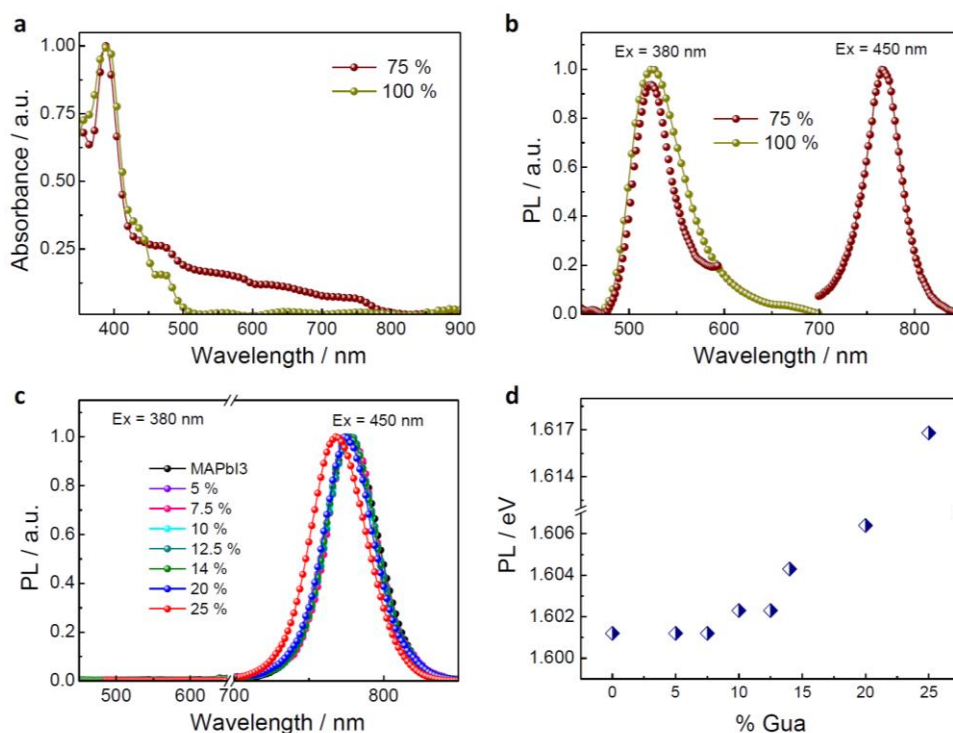 a
Absorbance / a.u.
1.00
0.75
0.50
0.25
75 %
100 %
400 500 600 700 800 900
Wavelength / nm
b
PL / a.u.
1.0
0.8
0.6
0.4
0.2
0.0
Ex = 380 nm
Ex = 450 nm
75 %
100 %
500 600 700 800
Wavelength / nm
c
PL / a.u.
1.0
0.8
0.6
0.4
0.2
0.0
Ex = 380 nm
Ex = 450 nm
MAPbI3
5 %
7.5 %
10 %
12.5 %
14 %
20 %
25 %
500 600 700 800
Wavelength / nm
d
PL / eV
1.617
1.614
1.606
1.604
1.602
1.600
0 5 10 15 20 25
% Gua